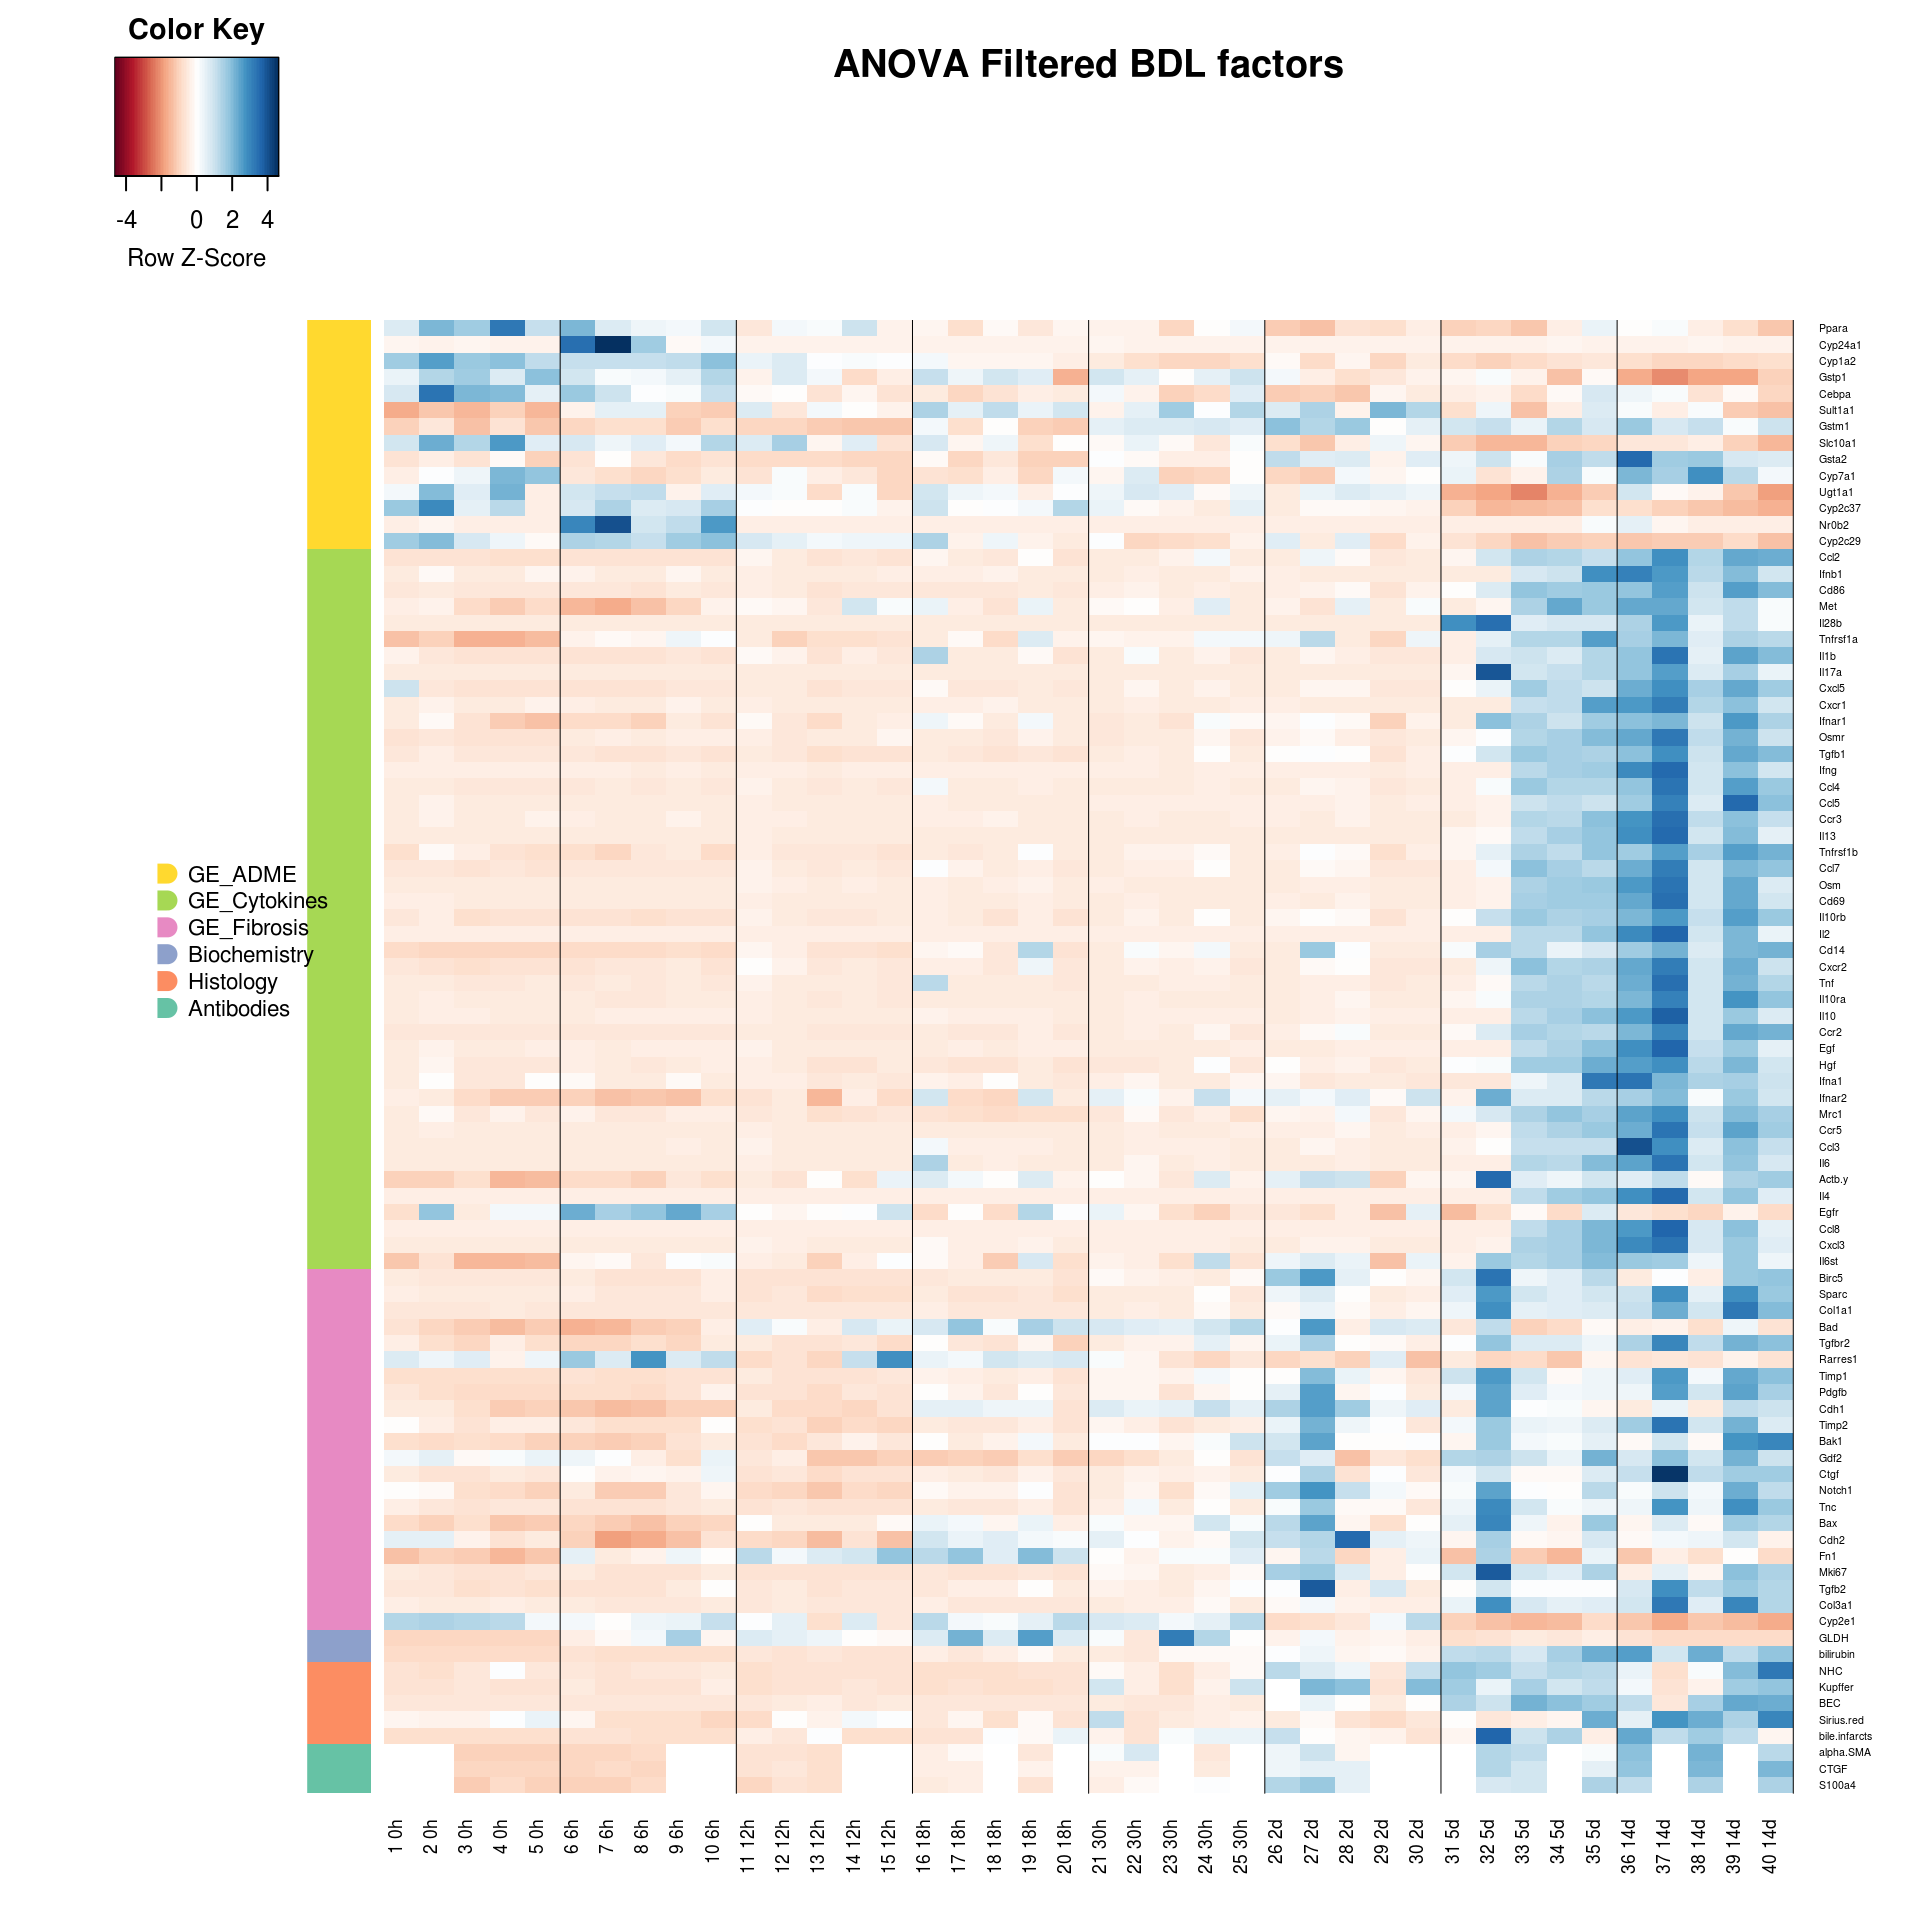 Color Key
ANOVA Filtered BDL factors
-4 0 2 4
Row Z-Score
Ppara
Cyp24a1
Cyp1a2
Gstp1
Cebpa
Sult1a1
Gstm1
Slc10a1
Gsta2
Cyp7a1
Ugt1a1
Cyp2c37
Nr0b2
Cyp2c29
Ccl2
Ifnb1
Cd86
Met
Il28b
Tnfrsf1a
Il1b
Il17a
Cxcl5
Cxcr1
Ifnar1
Osmr
Tgfb1
Ifng
Ccl4
Ccl5
Ccr3
Il13
Tnfrsf1b
Ccl7
Osm
Cd69
Il10rb
Il2
Cd14
Cxcr2
Tnf
Il10ra
Il10
Ccr2
Egf
Hgf
Ifna1
Ifnar2
Mrc1
Ccr5
Ccl3
Il6
Actb.y
Il4
Egfr
Ccl8
Cxcl3
Il6st
Birc5
Sparc
Col1a1
Bad
Tgfbr2
Rarres1
Timp1
Pdgfb
Cdh1
Timp2
Bak1
Gdf2
Ctgf
Notch1
Tnc
Bax
Cdh2
Fn1
Mki67
Tgfb2
Col3a1
Cyp2e1
GLDH
bilirubin
NHC
Kupffer
BEC
Sirius.red
bile.infarcts
alpha.SMA
CTGF
S100a4
GE_ADME
GE_Cytokines
GE_Fibrosis
Biochemistry
Histology
Antibodies
1 0h
2 0h
3 0h
4 0h
5 0h
6 6h
7 6h
8 6h
9 6h
10 6h
11 12h
12 12h
13 12h
14 12h
15 12h
16 18h
17 18h
18 18h
19 18h
20 18h
21 30h
22 30h
23 30h
24 30h
25 30h
26 2d
27 2d
28 2d
29 2d
30 2d
31 5d
32 5d
33 5d
34 5d
35 5d
36 14d
37 14d
38 14d
39 14d
40 14d